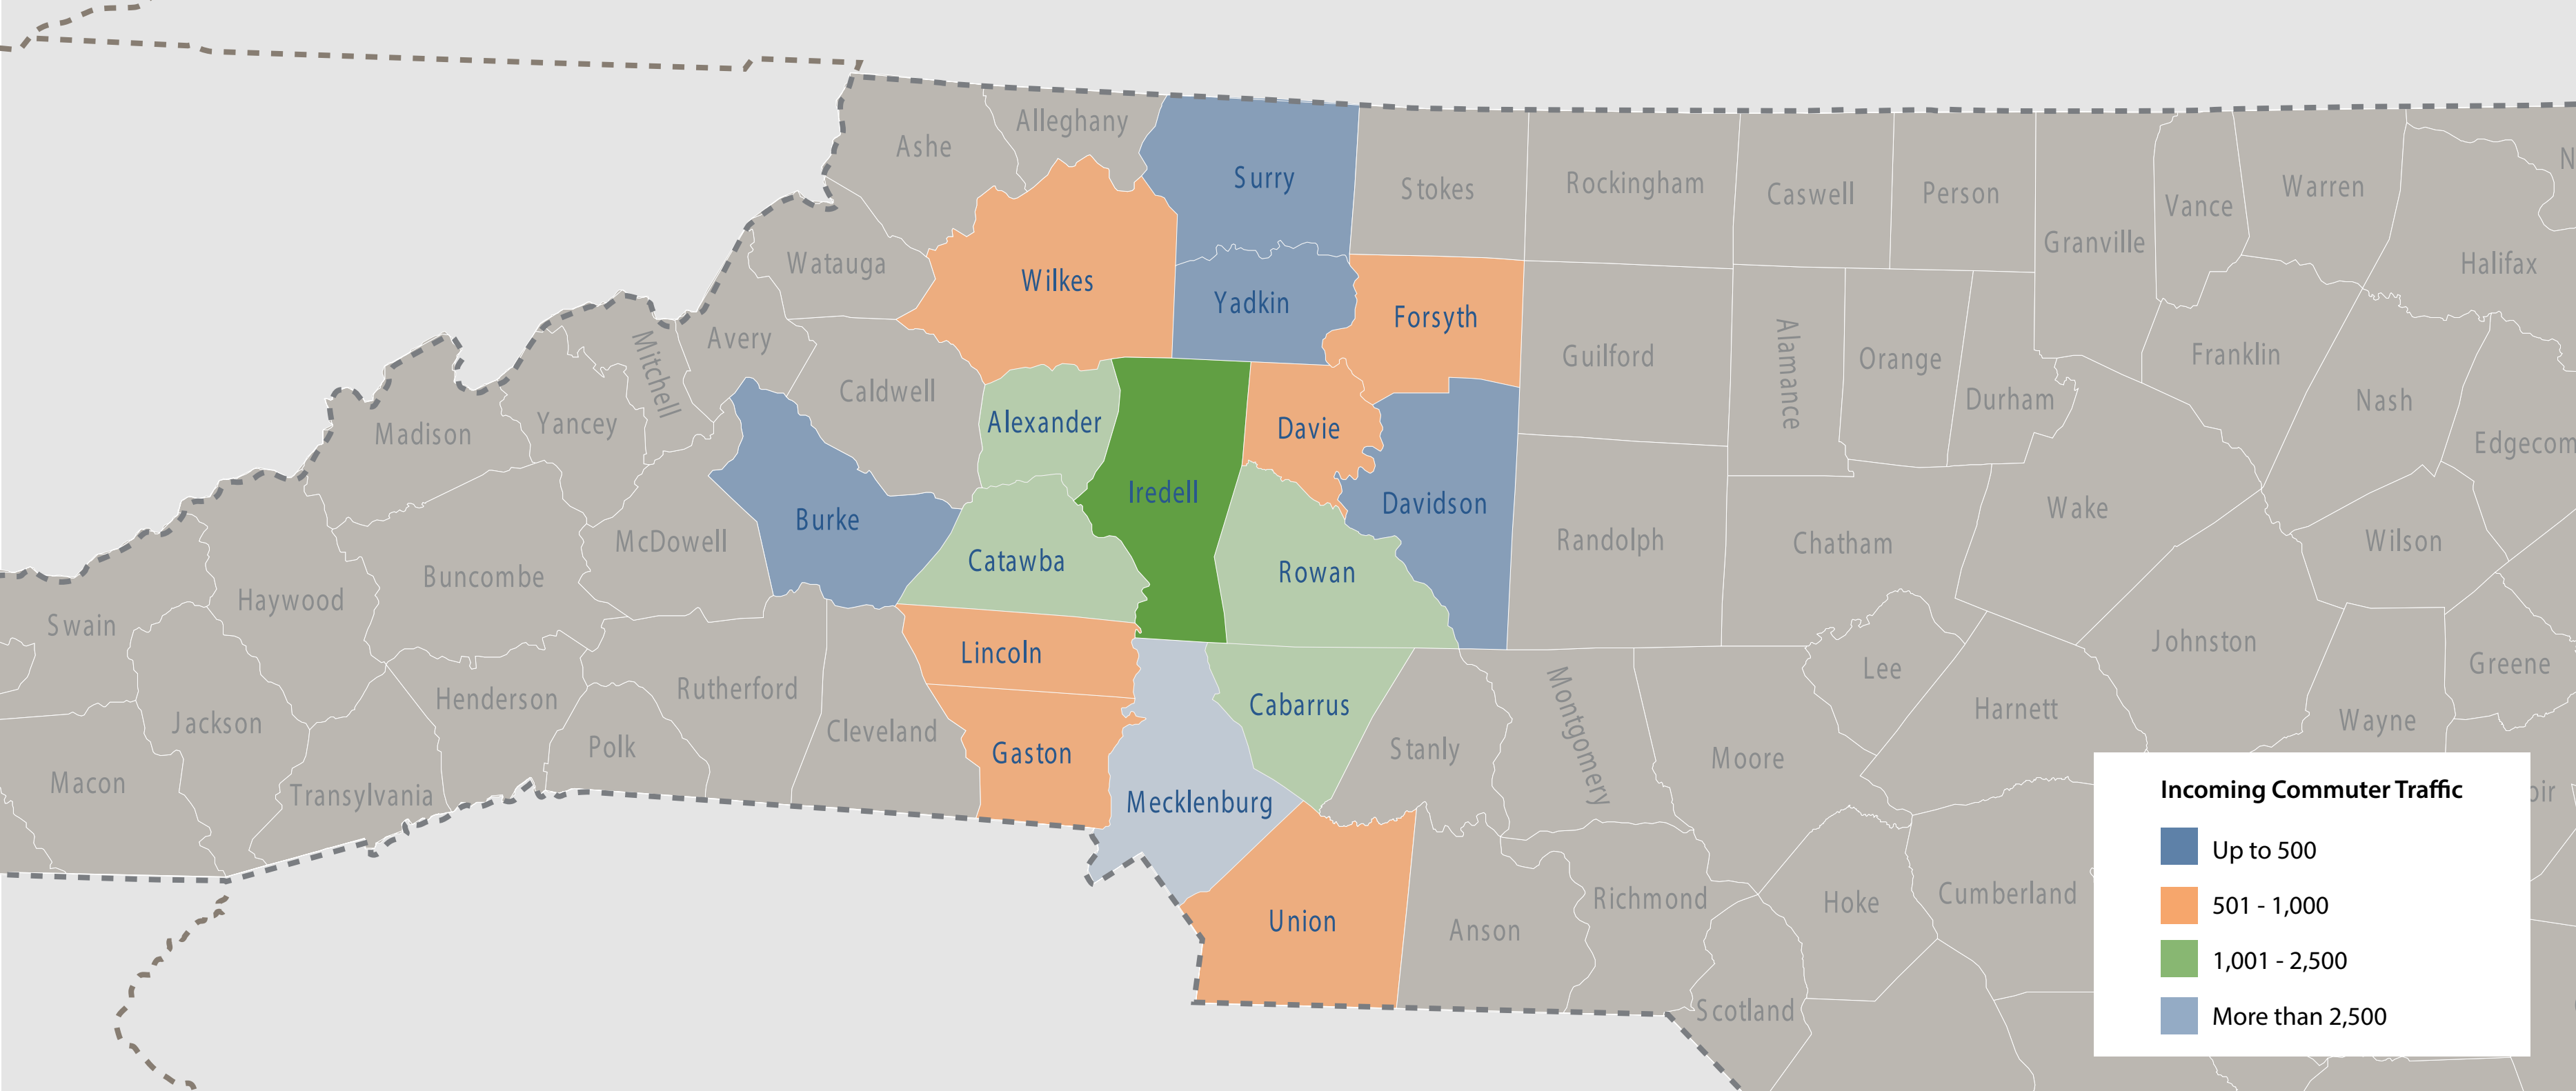 Alleghany
Ashe
Surry
Stokes
Rockingham
Caswell
Person
Vance
Warren
Granville
Halifax
Watauga
Wilkes
Yadkin
Forsyth
Avery
Mitchell
Caldwell
Guilford
Alamance
Orange
Durham
Franklin
Nash
Madison
Yancey
Alexander
Iredell
Davie
Davidson
Edgecom
Wake
Burke
McDowell
Catawba
Rowan
Randolph
Chatham
Wilson
Buncombe
Haywood
Swain
Lincoln
Johnston
Lee
Greene
Rutherford
Henderson
Cabarrus
Montgomery
Harnett
Jackson
Cleveland
Polk
Gaston
Stanly
Moore
Wayne
Macon
Transylvania
Mecklenburg
Union
Anson
Richmond
Hoke
Cumberland
Scotland
Incoming Commuter Traffic
Up to 500
501 - 1,000
1,001 - 2,500
More than 2,500